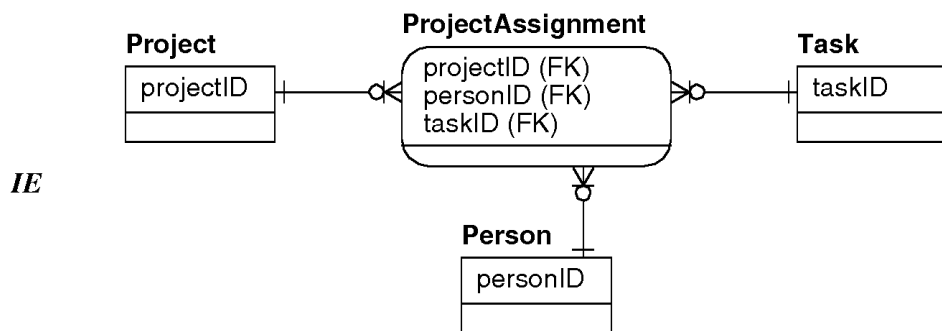 ProjectAssignment
Project
Task
projectID
projectID (FK)
personID (FK)
taskID (FK)
taskID
IE
Person
personID